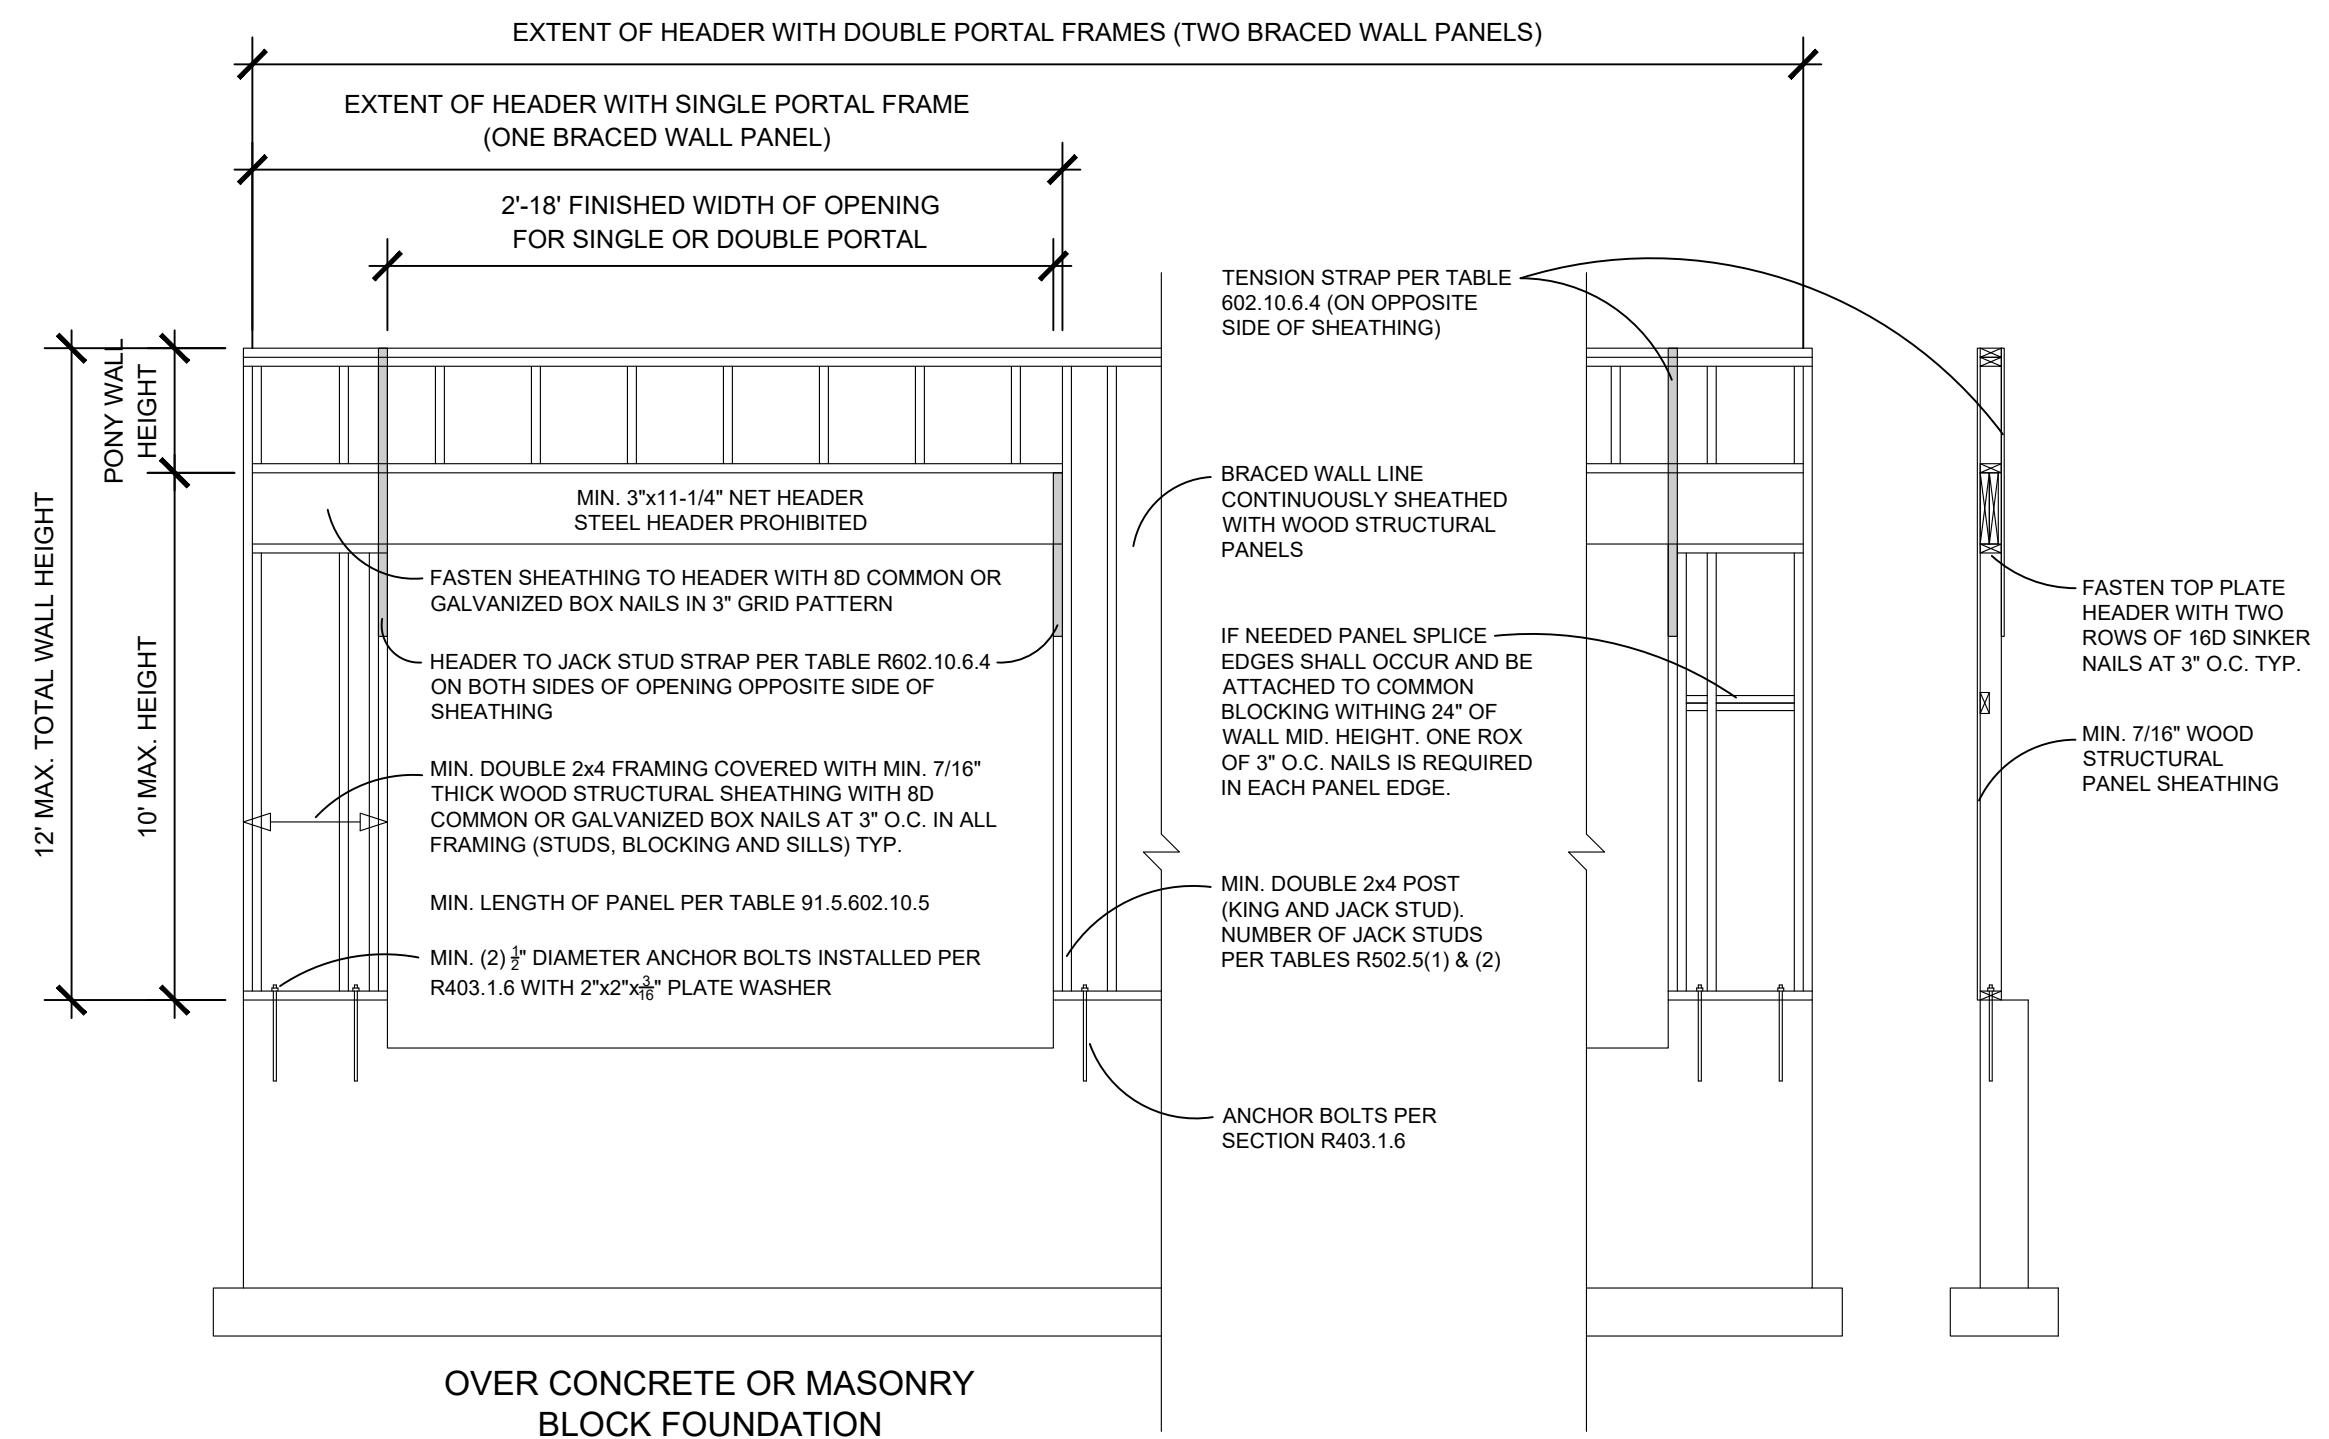 EXTENT OF HEADER WITH DOUBLE PORTAL FRAMES (TWO BRACED WALL PANELS)
EXTENT OF HEADER WITH SINGLE PORTAL FRAME
(ONE BRACED WALL PANEL)
2'-18' FINISHED WIDTH OF OPENING
FOR SINGLE OR DOUBLE PORTAL
12' MAX. TOTAL WALL HEIGHT
PONY WALL
HEIGHT
10' MAX. HEIGHT
MIN. 3"x11-1/4" NET HEADER
STEEL HEADER PROHIBITED
FASTEN SHEATHING TO HEADER WITH 8D COMMON OR
GALVANIZED BOX NAILS IN 3" GRID PATTERN
HEADER TO JACK STUD STRAP PER TABLE R602.10.6.4
ON BOTH SIDES OF OPENING OPPOSITE SIDE OF
SHEATHING
MIN. DOUBLE 2x4 FRAMING COVERED WITH MIN. 7/16"
THICK WOOD STRUCTURAL SHEATHING WITH 8D
COMMON OR GALVANIZED BOX NAILS AT 3" O.C. IN ALL
FRAMING (STUDS, BLOCKING AND SILLS) TYP.
MIN. LENGTH OF PANEL PER TABLE 91.5.602.10.5
MIN. (2) 1/2" DIAMETER ANCHOR BOLTS INSTALLED PER
R403.1.6 WITH 2"x2"x3/16" PLATE WASHER
TENSION STRAP PER TABLE
602.10.6.4 (ON OPPOSITE
SIDE OF SHEATHING)
BRACED WALL LINE
CONTINUOUSLY SHEATHED
WITH WOOD STRUCTURAL
PANELS
IF NEEDED PANEL SPLICE
EDGES SHALL OCCUR AND BE
ATTACHED TO COMMON
BLOCKING WITHING 24" OF
WALL MID. HEIGHT. ONE ROX
OF 3" O.C. NAILS IS REQUIRED
IN EACH PANEL EDGE.
MIN. DOUBLE 2x4 POST
(KING AND JACK STUD).
NUMBER OF JACK STUDS
PER TABLES R502.5(1) & (2)
ANCHOR BOLTS PER
SECTION R403.1.6
FASTEN TOP PLATE
HEADER WITH TWO
ROWS OF 16D SINKER
NAILS AT 3" O.C. TYP.
MIN. 7/16" WOOD
STRUCTURAL
PANEL SHEATHING
OVER CONCRETE OR MASONRY
BLOCK FOUNDATION